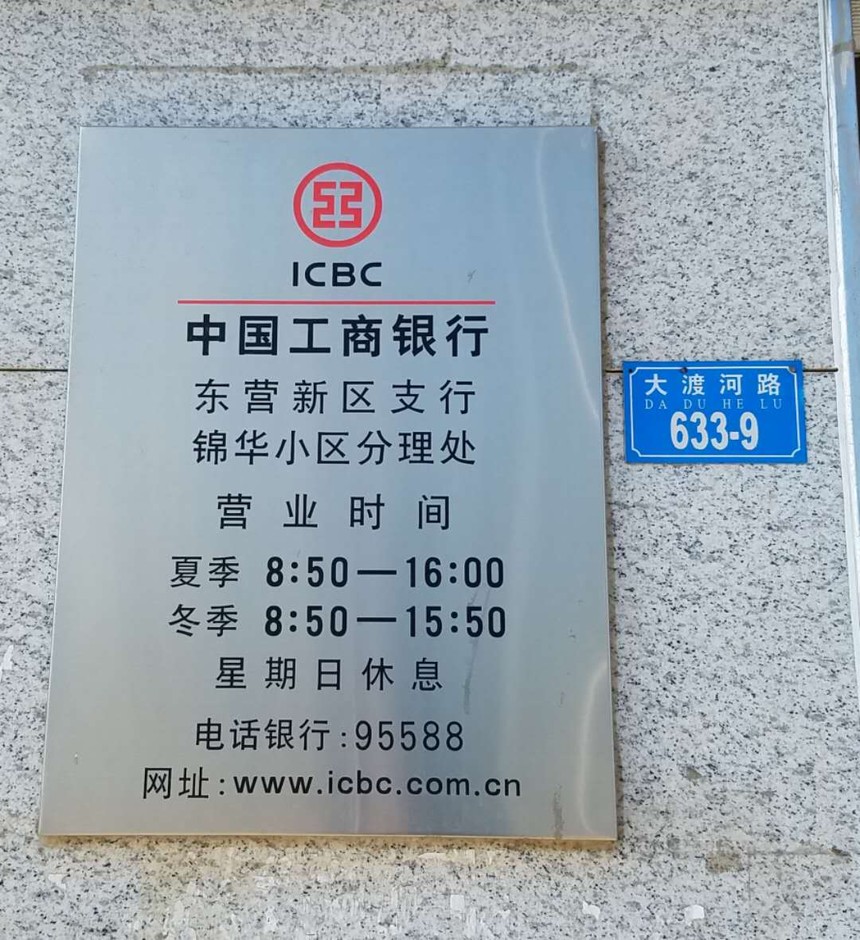 ICBC
中国工商银行
东营新区支行
锦华小区分理处
营业时间
夏季 8:50—16:00
冬季 8:50—15:50
星期日休息
电话银行:95588
网址:www.icbc.com.cn
大渡河路
DA DU HE LU
633-9